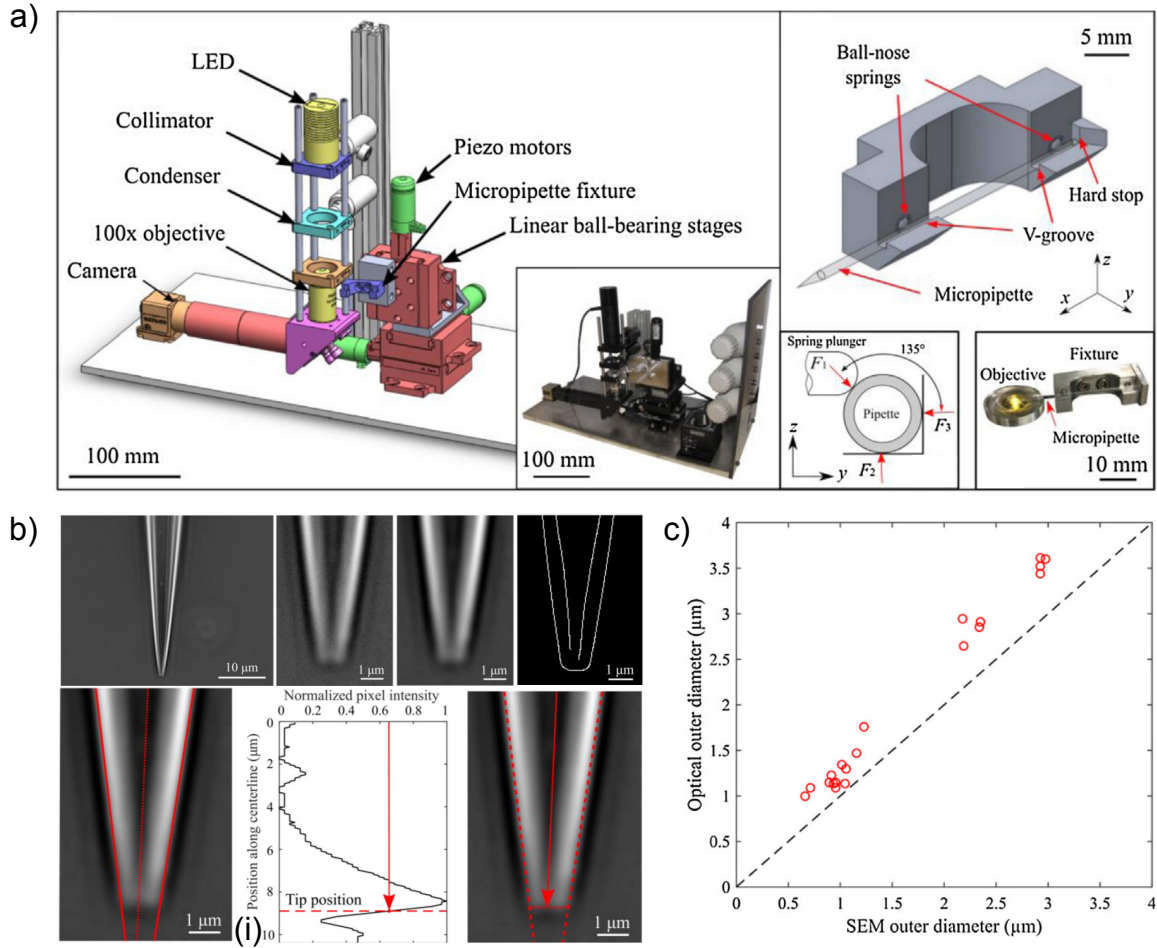 a)
LED
Collimator
Condenser
100x objective
Camera
Piezo motors
Micropipette fixture
Linear ball-bearing stages
100 mm
100 mm
5 mm
Ball-nose
springs
Hard stop
V-groove
Micropipette
z
x
y
Spring plunger
135°
F1
Pipette
F3
F2
z
y
Fixture
Objective
Micropipette
10 mm
b)
10 μm
1 μm
1 μm
1 μm
1 μm
Normalized pixel intensity
0 0.2 0.4 0.6 0.8 1
Position along centerline (μm)
0
2
4
6
8
10
Tip position
(i)
1 μm
c)
Optical outer diameter (μm)
4
3.5
3
2.5
2
1.5
1
0.5
0
0 0.5 1 1.5 2 2.5 3 3.5 4
SEM outer diameter (μm)